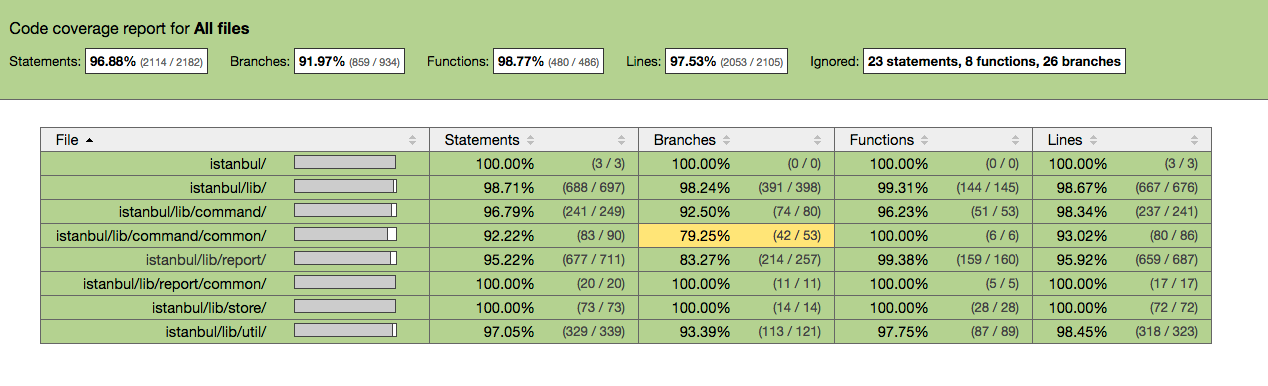 Code coverage report for All files
Statements: 96.88% (2114 / 2182) Branches: 91.97% (859 / 934) Functions: 98.77% (480 / 486) Lines: 97.53% (2053 / 2105) Ignored: 23 statements, 8 functions, 26 branches
File Statements Branches Functions Lines
istanbul/ 100.00% (3 / 3) 100.00% (0 / 0) 100.00% (0 / 0) 100.00% (3 / 3)
istanbul/lib/ 98.71% (688 / 697) 98.24% (391 / 398) 99.31% (144 / 145) 98.67% (667 / 676)
istanbul/lib/command/ 96.79% (241 / 249) 92.50% (74 / 80) 96.23% (51 / 53) 98.34% (237 / 241)
istanbul/lib/command/common/ 92.22% (83 / 90) 79.25% (42 / 53) 100.00% (6 / 6) 93.02% (80 / 86)
istanbul/lib/report/ 95.22% (677 / 711) 83.27% (214 / 257) 99.38% (159 / 160) 95.92% (659 / 687)
istanbul/lib/report/common/ 100.00% (20 / 20) 100.00% (11 / 11) 100.00% (5 / 5) 100.00% (17 / 17)
istanbul/lib/store/ 100.00% (73 / 73) 100.00% (14 / 14) 100.00% (28 / 28) 100.00% (72 / 72)
istanbul/lib/util/ 97.05% (329 / 339) 93.39% (113 / 121) 97.75% (87 / 89) 98.45% (318 / 323)